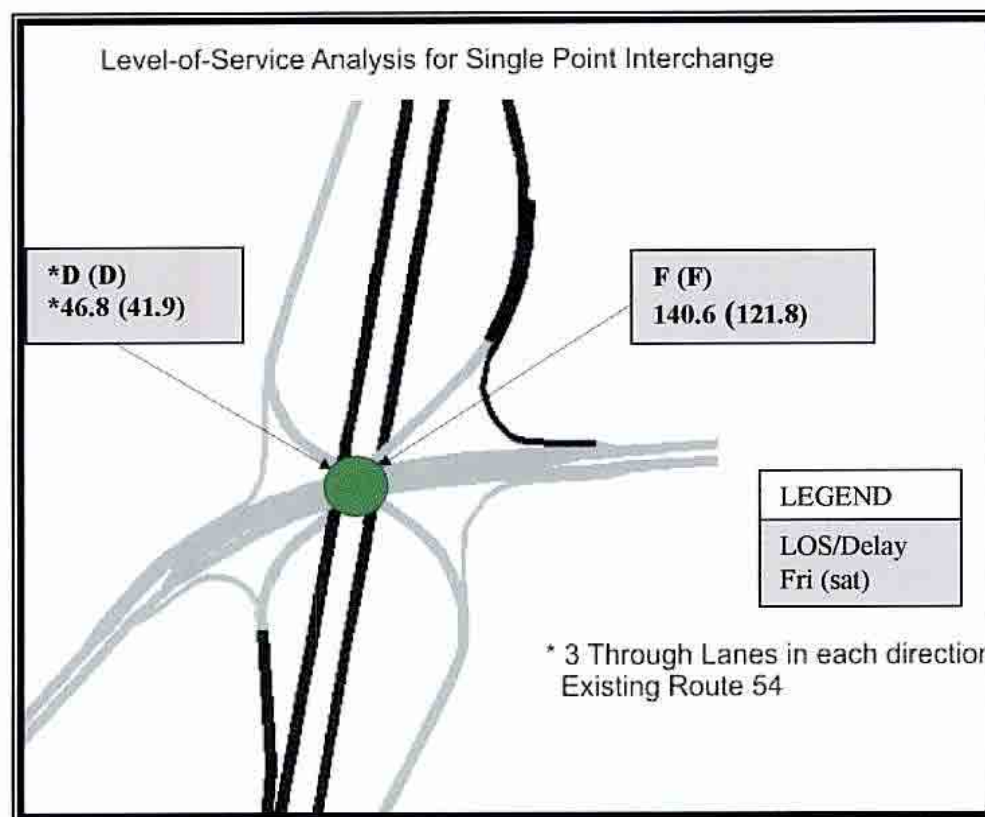 Level-of-Service Analysis for Single Point Interchange
*D (D)
*46.8 (41.9)
F (F)
140.6 (121.8)
LEGEND
LOS/Delay
Fri (sat)
* 3 Through Lanes in each direction
Existing Route 54